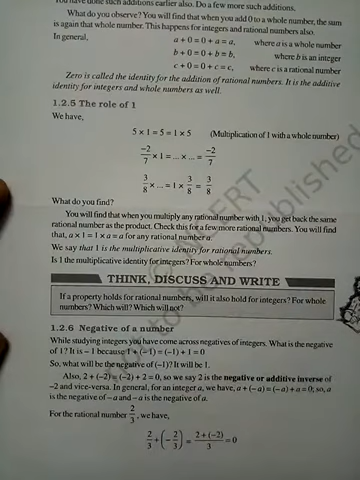 You have done such additions earlier also. Do a few more such additions.
What do you observe? You will find that when you add 0 to a whole number, the sum
is again that whole number. This happens for integers and rational numbers also.
In general, a + 0 = 0 + a = a, where a is a whole number
b + 0 = 0 + b = b, where b is an integer
c + 0 = 0 + c = c, where c is a rational number
Zero is called the identity for the addition of rational numbers. It is the additive
identity for integers and whole numbers as well.
1.2.5 The role of 1
We have,
5 × 1 = 5 = 1 × 5 (Multiplication of 1 with a whole number)
-2/7 × 1 = ... × ... = -2/7
3/8 × ... = 1 × 3/8 = 3/8
What do you find?
You will find that when you multiply any rational number with 1, you get back the same
rational number as the product. Check this for a few more rational numbers. You will find
that, a × 1 = 1 × a = a for any rational number a.
We say that 1 is the multiplicative identity for rational numbers.
Is 1 the multiplicative identity for integers? For whole numbers?
THINK, DISCUSS AND WRITE
If a property holds for rational numbers, will it also hold for integers? For whole
numbers? Which will? Which will not?
1.2.6 Negative of a number
While studying integers you have come across negatives of integers. What is the negative
of 1? It is – 1 because 1 + (–1) = (–1) + 1 = 0
So, what will be the negative of (–1)? It will be 1.
Also, 2 + (–2) = (–2) + 2 = 0, so we say 2 is the negative or additive inverse of
–2 and vice-versa. In general, for an integer a, we have, a + (–a) = (–a) + a = 0; so, a
is the negative of –a and –a is the negative of a.
For the rational number 2/3, we have,
2/3 + (–2/3) = 2 + (–2)/3 = 0
© NCERT
not to be republished